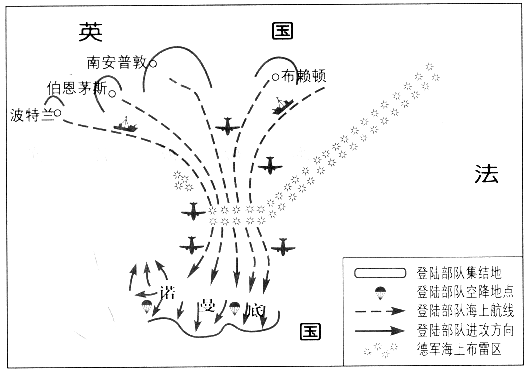 英
国
南安普敦
伯恩茅斯
布赖顿
波特兰
法
诺曼底
国
登陆部队集结地
登陆部队空降地点
登陆部队海上航线
登陆部队进攻方向
德军海上布雷区